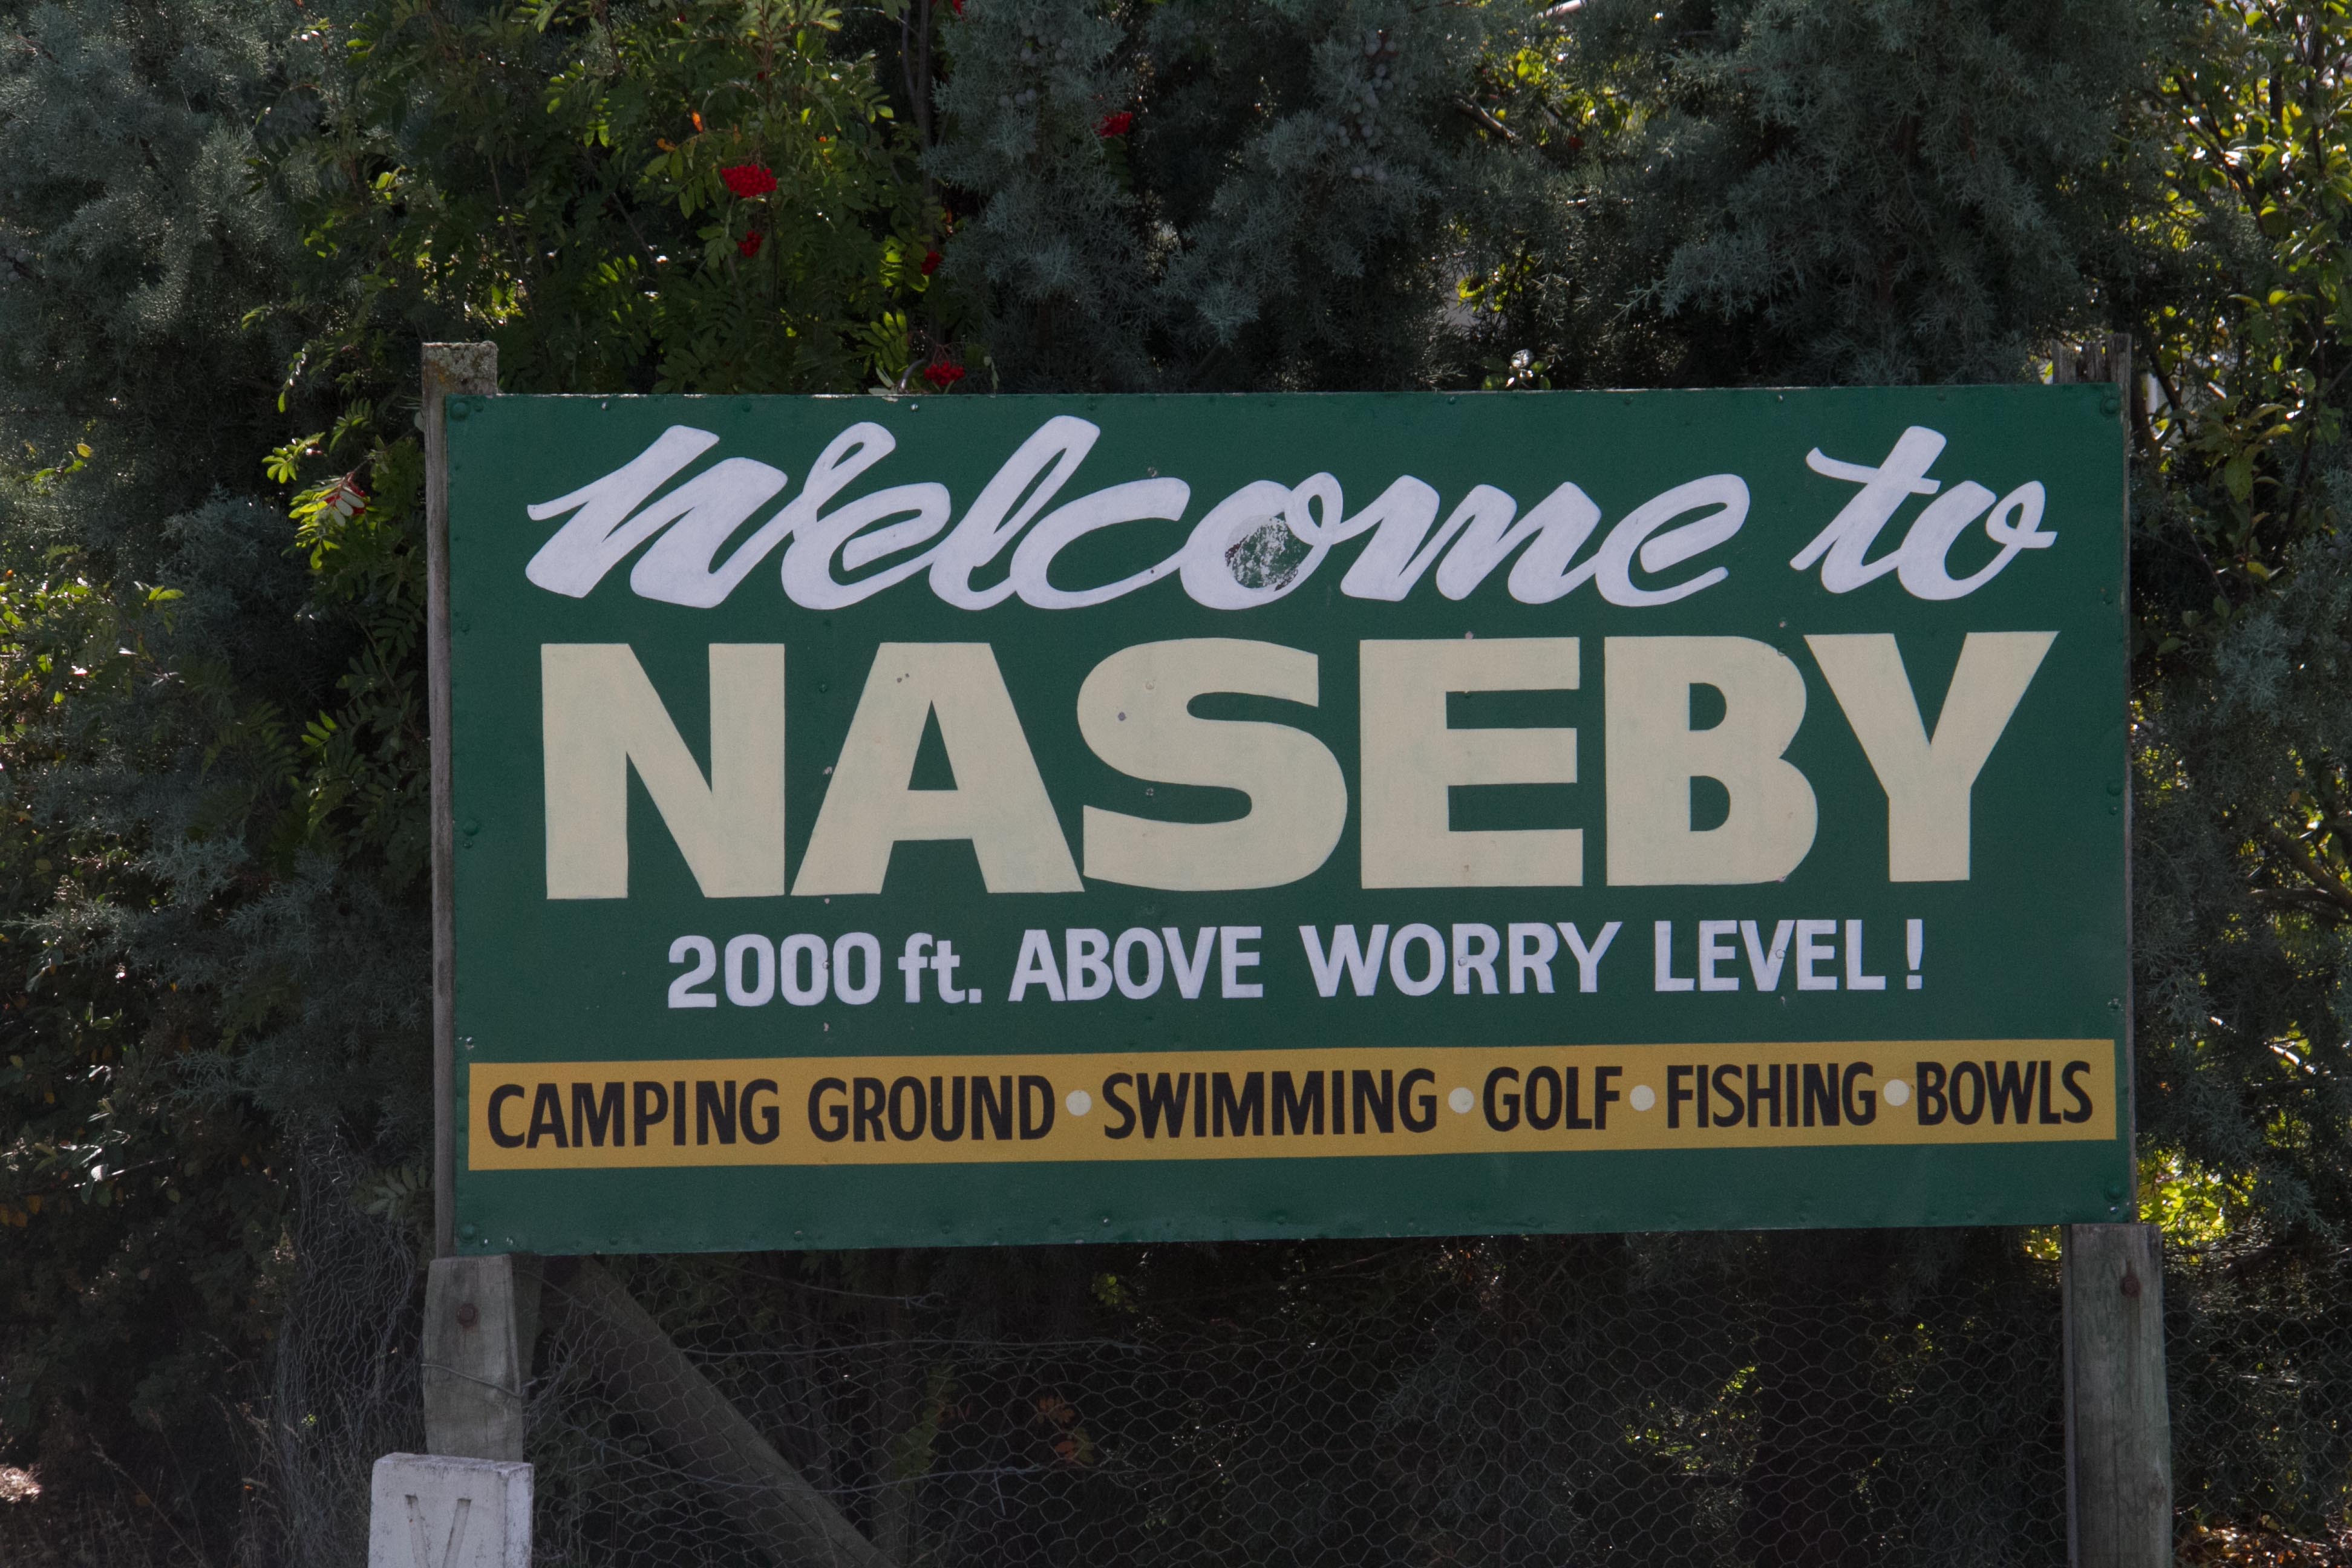 Welcome to
NASEBY
2000 ft. ABOVE WORRY LEVEL!
CAMPING GROUND • SWIMMING • GOLF • FISHING • BOWLS
V